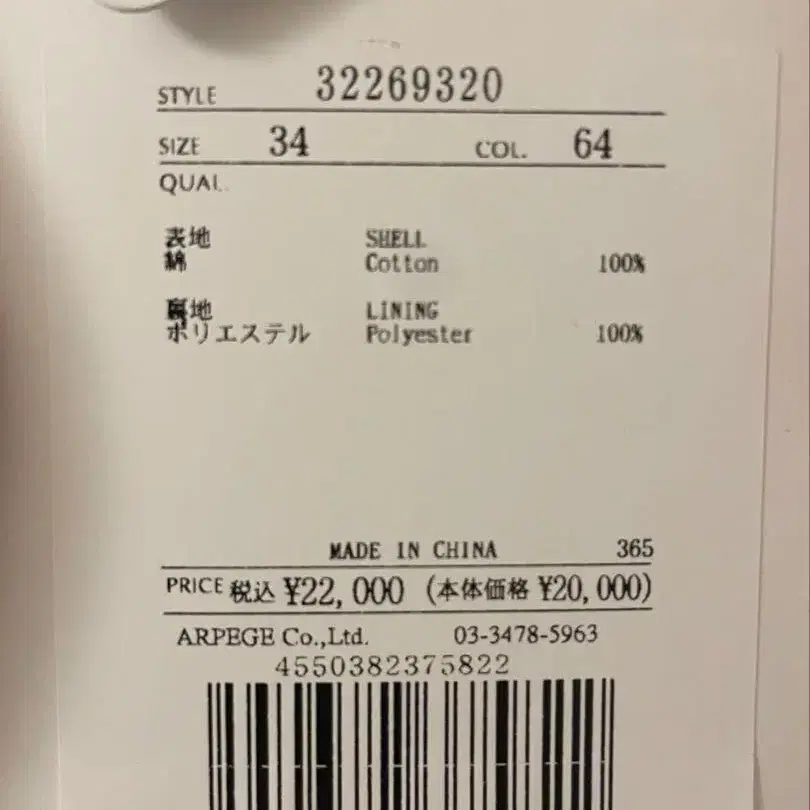 STYLE 32269320
SIZE 34 COL. 64
QUAL.
表地 SHELL
綿 Cotton 100%
裏地 LINING
ポリエステル Polyester 100%
MADE IN CHINA 365
PRICE 税込 ¥22,000 (本体価格 ¥20,000)
ARPEGE Co.,Ltd. 03-3478-5963
4550382375822